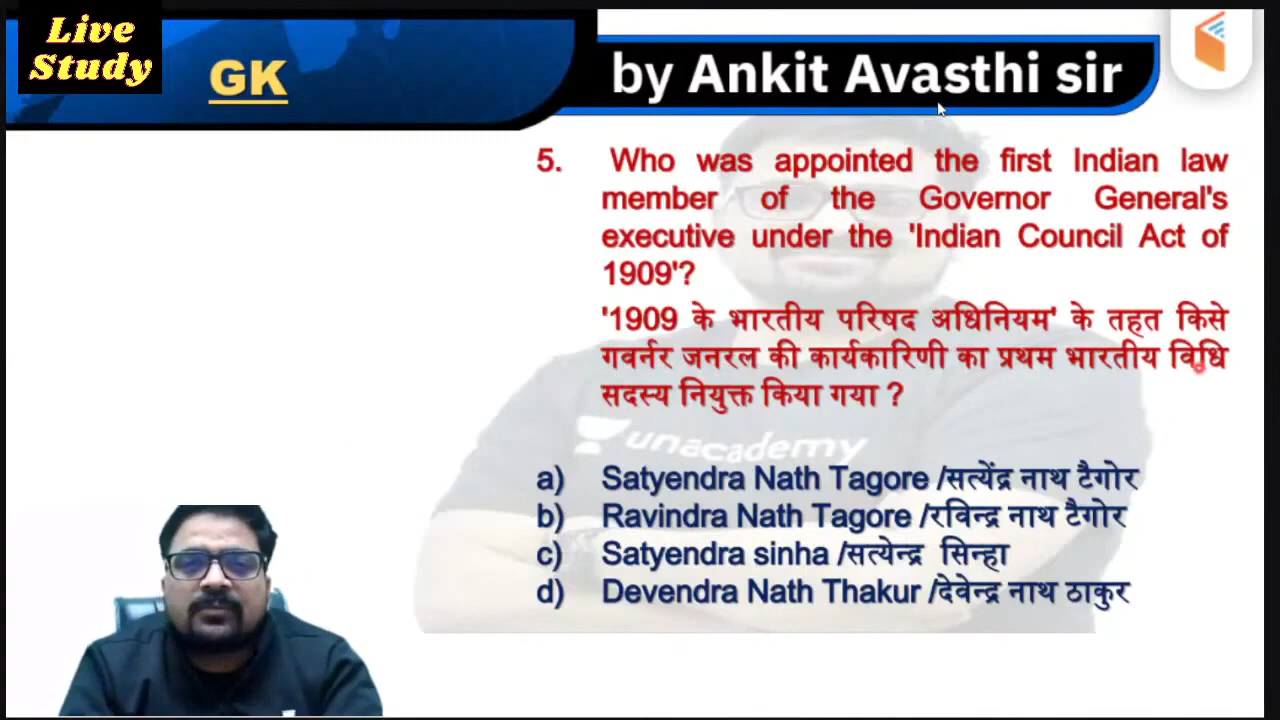 Live
Study
GK
by Ankit Avasthi sir
5. Who was appointed the first Indian law
member of the Governor General's
executive under the 'Indian Council Act of
1909'?
'1909 के भारतीय परिषद अधिनियम' के तहत किसे
गवर्नर जनरल की कार्यकारिणी का प्रथम भारतीय विधि
सदस्य नियुक्त किया गया ?
unacademy
a) Satyendra Nath Tagore /सत्येंद्र नाथ टैगोर
b) Ravindra Nath Tagore /रविन्द्र नाथ टैगोर
c) Satyendra sinha /सत्येन्द्र सिन्हा
d) Devendra Nath Thakur /देवेन्द्र नाथ ठाकुर